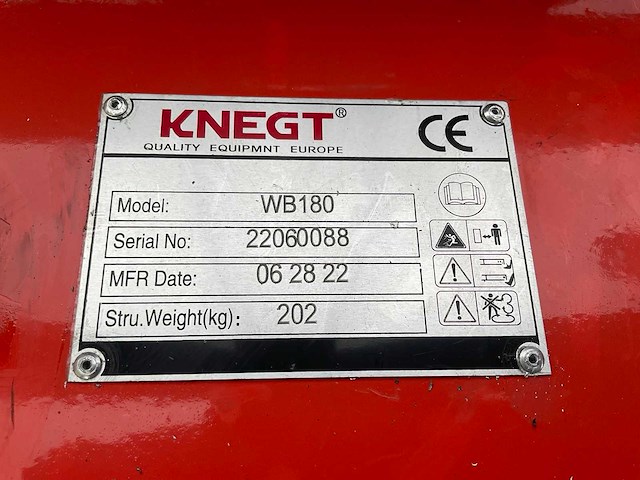 KNEGT®
CE
QUALITY EQUIPMNT EUROPE
Model: WB180
Serial No: 22060088
MFR Date: 06 28 22
Stru.Weight(kg): 202